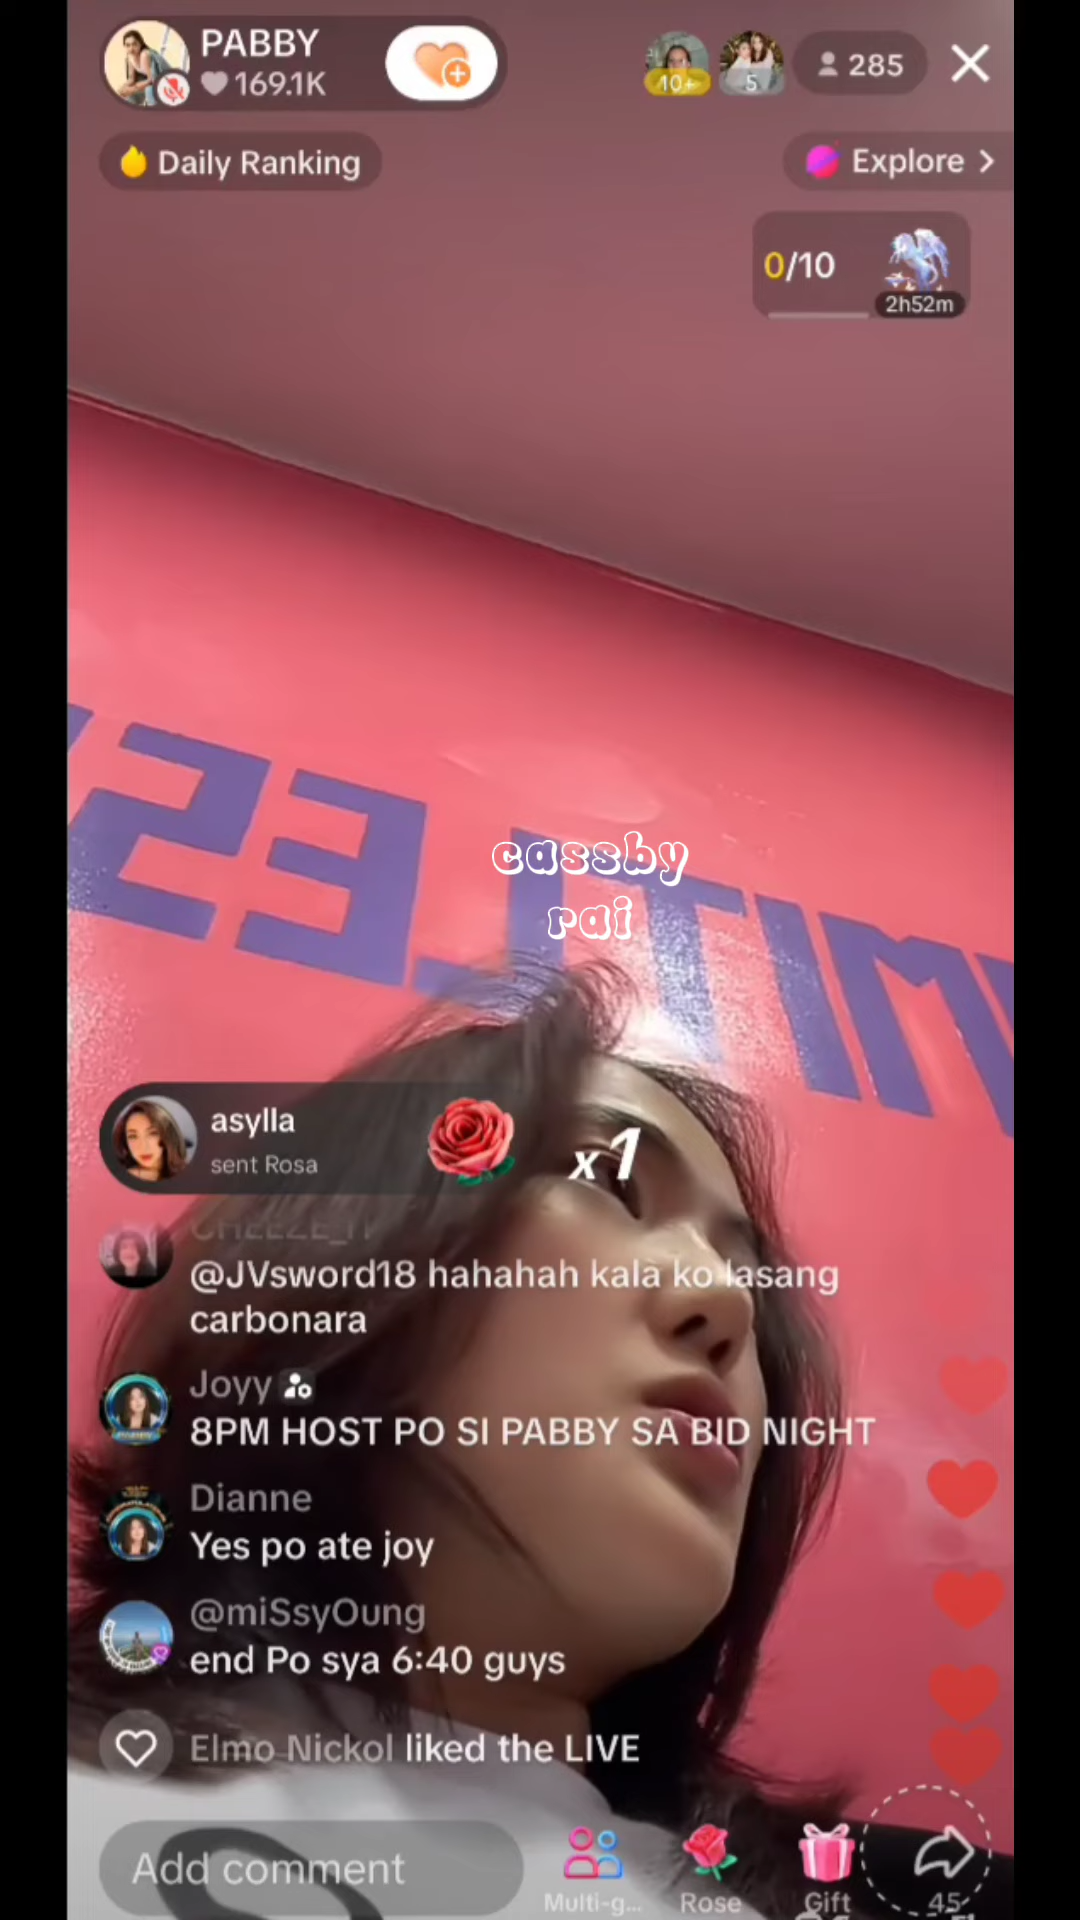 PABBY
169.1K
10+
5
285
Daily Ranking
Explore >
0/10
2h52m
cassby
rai
asylla
sent Rosa
x1
CHEEZE_IT
@JVsword18 hahahah kala ko lasang
carbonara
Joyy
8PM HOST PO SI PABBY SA BID NIGHT
Dianne
Yes po ate joy
@miSsyOung
end Po sya 6:40 guys
Elmo Nickol liked the LIVE
Add comment
Multi-g...
Rose
Gift
45